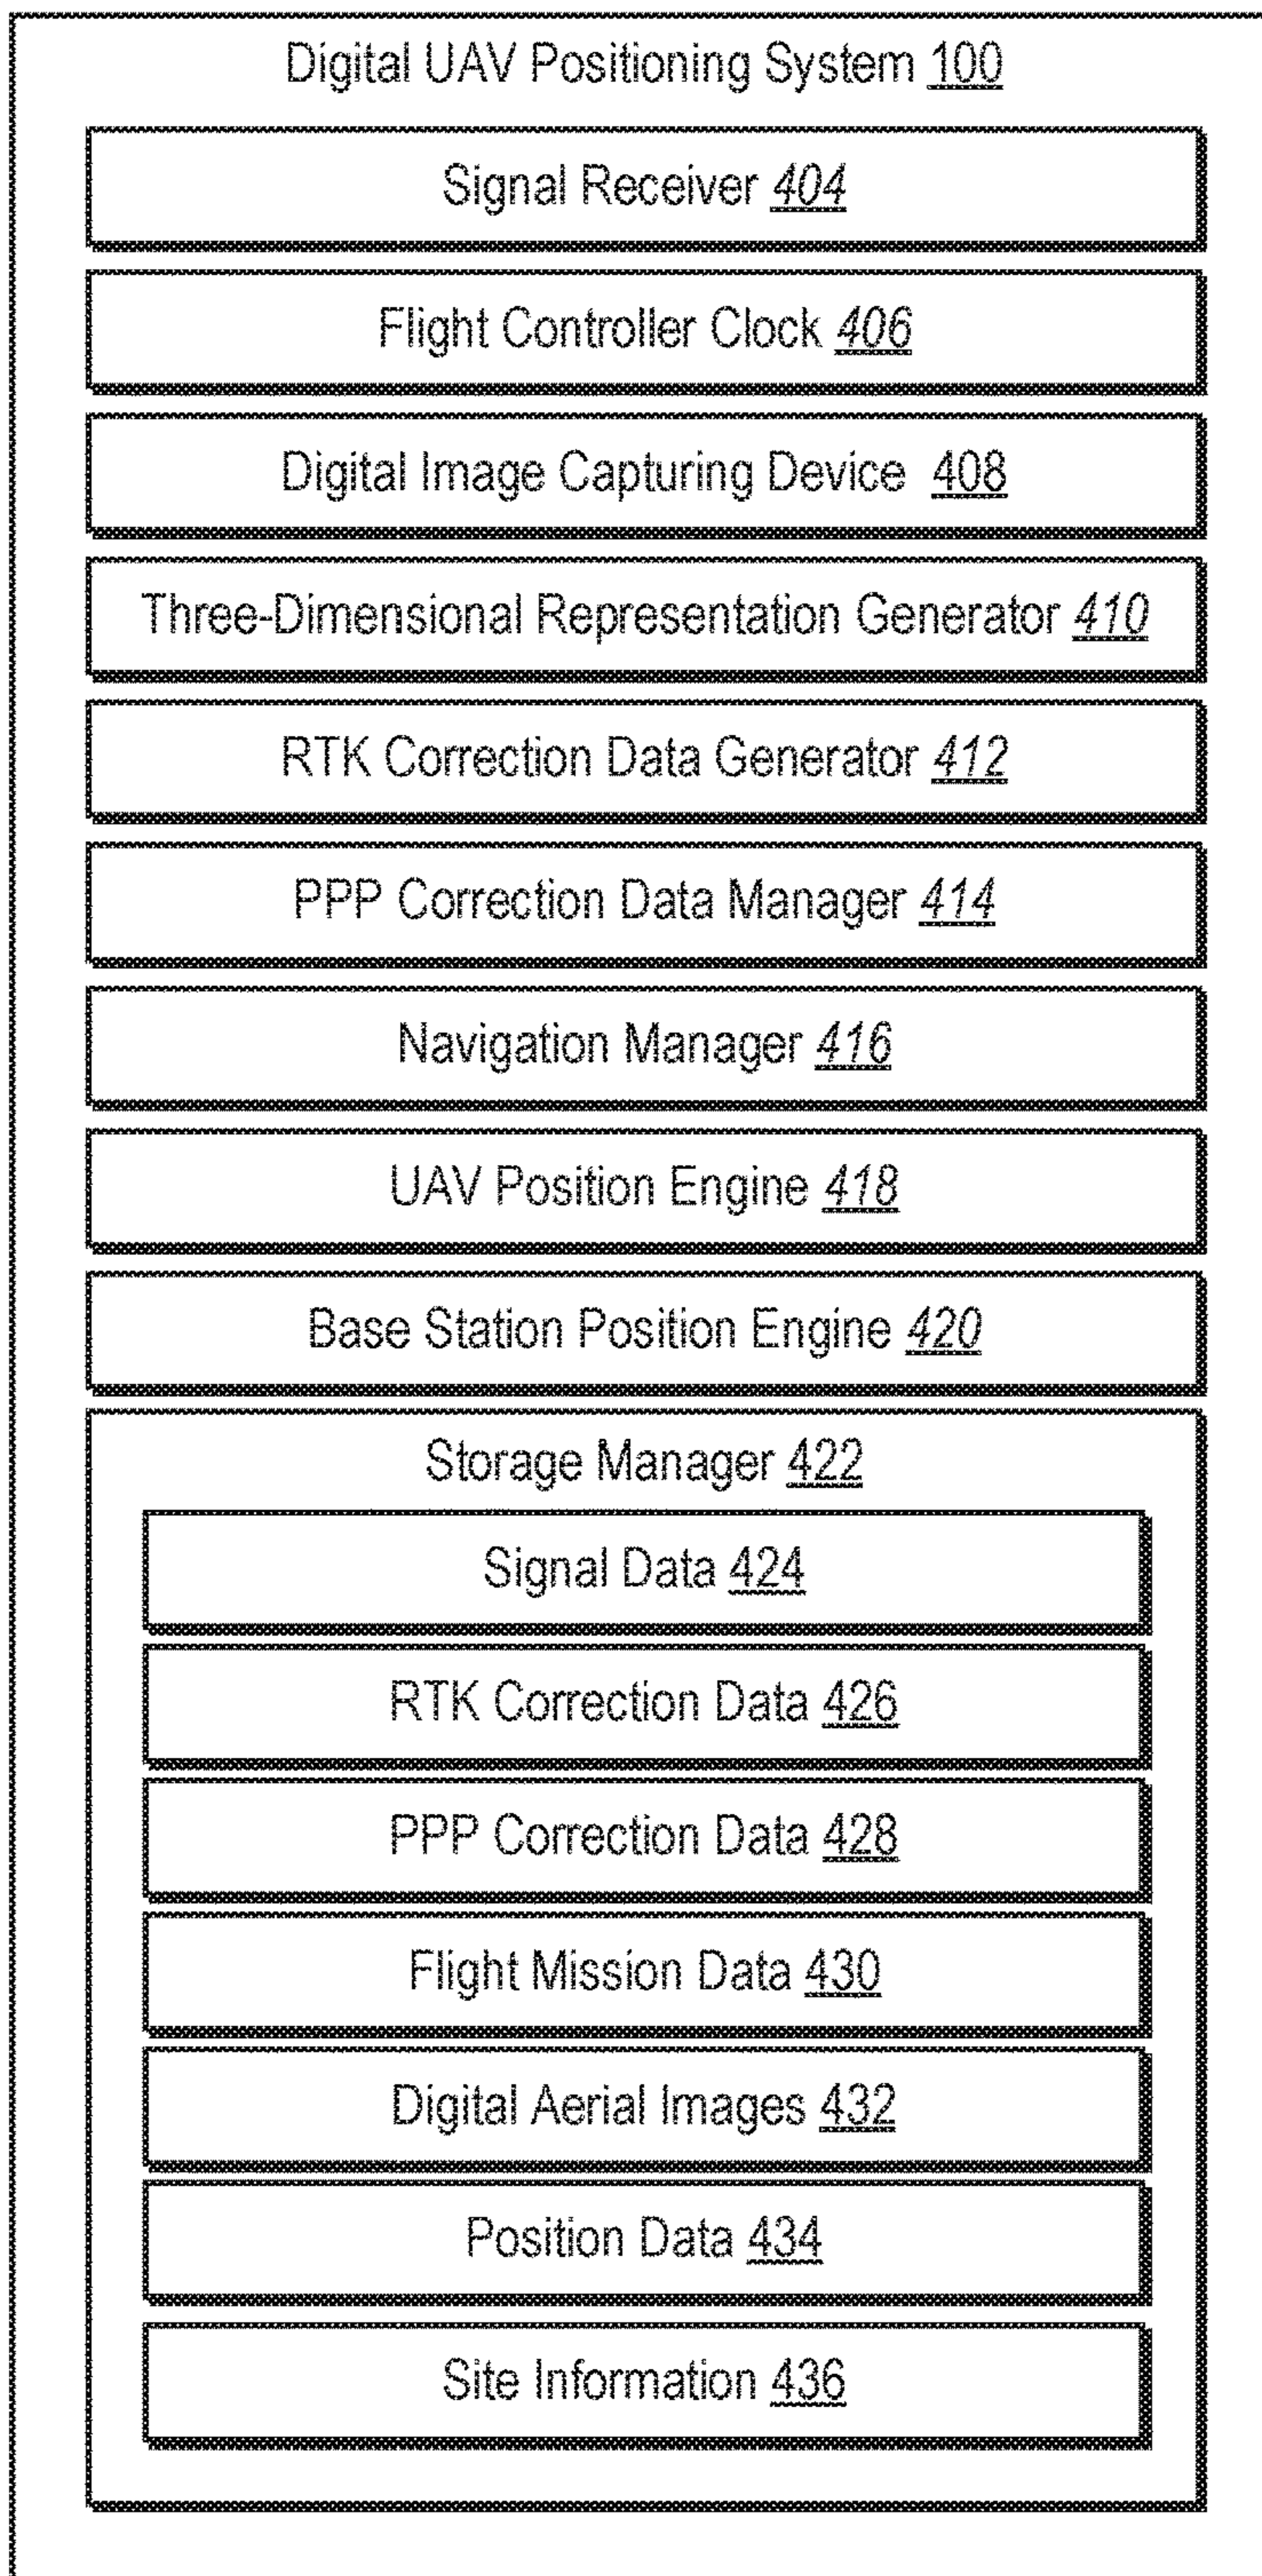 Digital UAV Positioning System 100
Signal Receiver 404
Flight Controller Clock 406
Digital Image Capturing Device 408
Three-Dimensional Representation Generator 410
RTK Correction Data Generator 412
PPP Correction Data Manager 414
Navigation Manager 416
UAV Position Engine 418
Base Station Position Engine 420
Storage Manager 422
Signal Data 424
RTK Correction Data 426
PPP Correction Data 428
Flight Mission Data 430
Digital Aerial Images 432
Position Data 434
Site Information 436